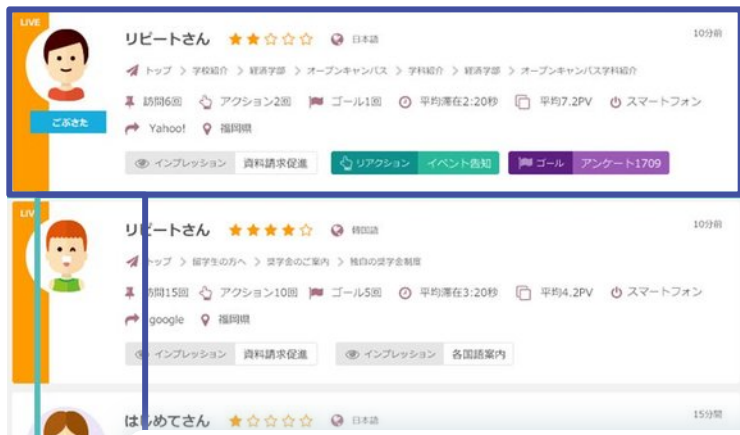 LIVE
リピートさん 日本語 10分前
トップ > 学校紹介 > 経済学部 > オープンキャンパス > 学科紹介 > 経済学部 > オープンキャンパス学科紹介
訪問6回 アクション2回 ゴール1回 平均滞在2:20秒 平均7.2PV スマートフォン
ごぶさた
Yahoo! 福岡県
インプレッション 資料請求促進 リアクション イベント告知 ゴール アンケート1709
LIVE
リピートさん 韓国語 10分前
トップ > 留学生の方へ > 奨学金のご案内 > 独自の奨学金制度
訪問15回 アクション10回 ゴール5回 平均滞在3:20秒 平均4.2PV スマートフォン
google 福岡県
インプレッション 資料請求促進 インプレッション 各国語案内
はじめてさん 日本語 15分間